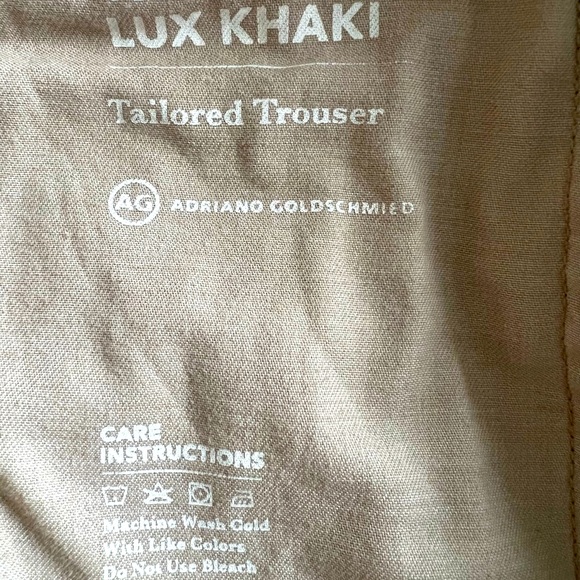 LUX KHAKI
Tailored Trouser
AG ADRIANO GOLDSCHMIED
CARE
INSTRUCTIONS
Machine Wash Cold
With Like Colors
Do Not Use Bleach